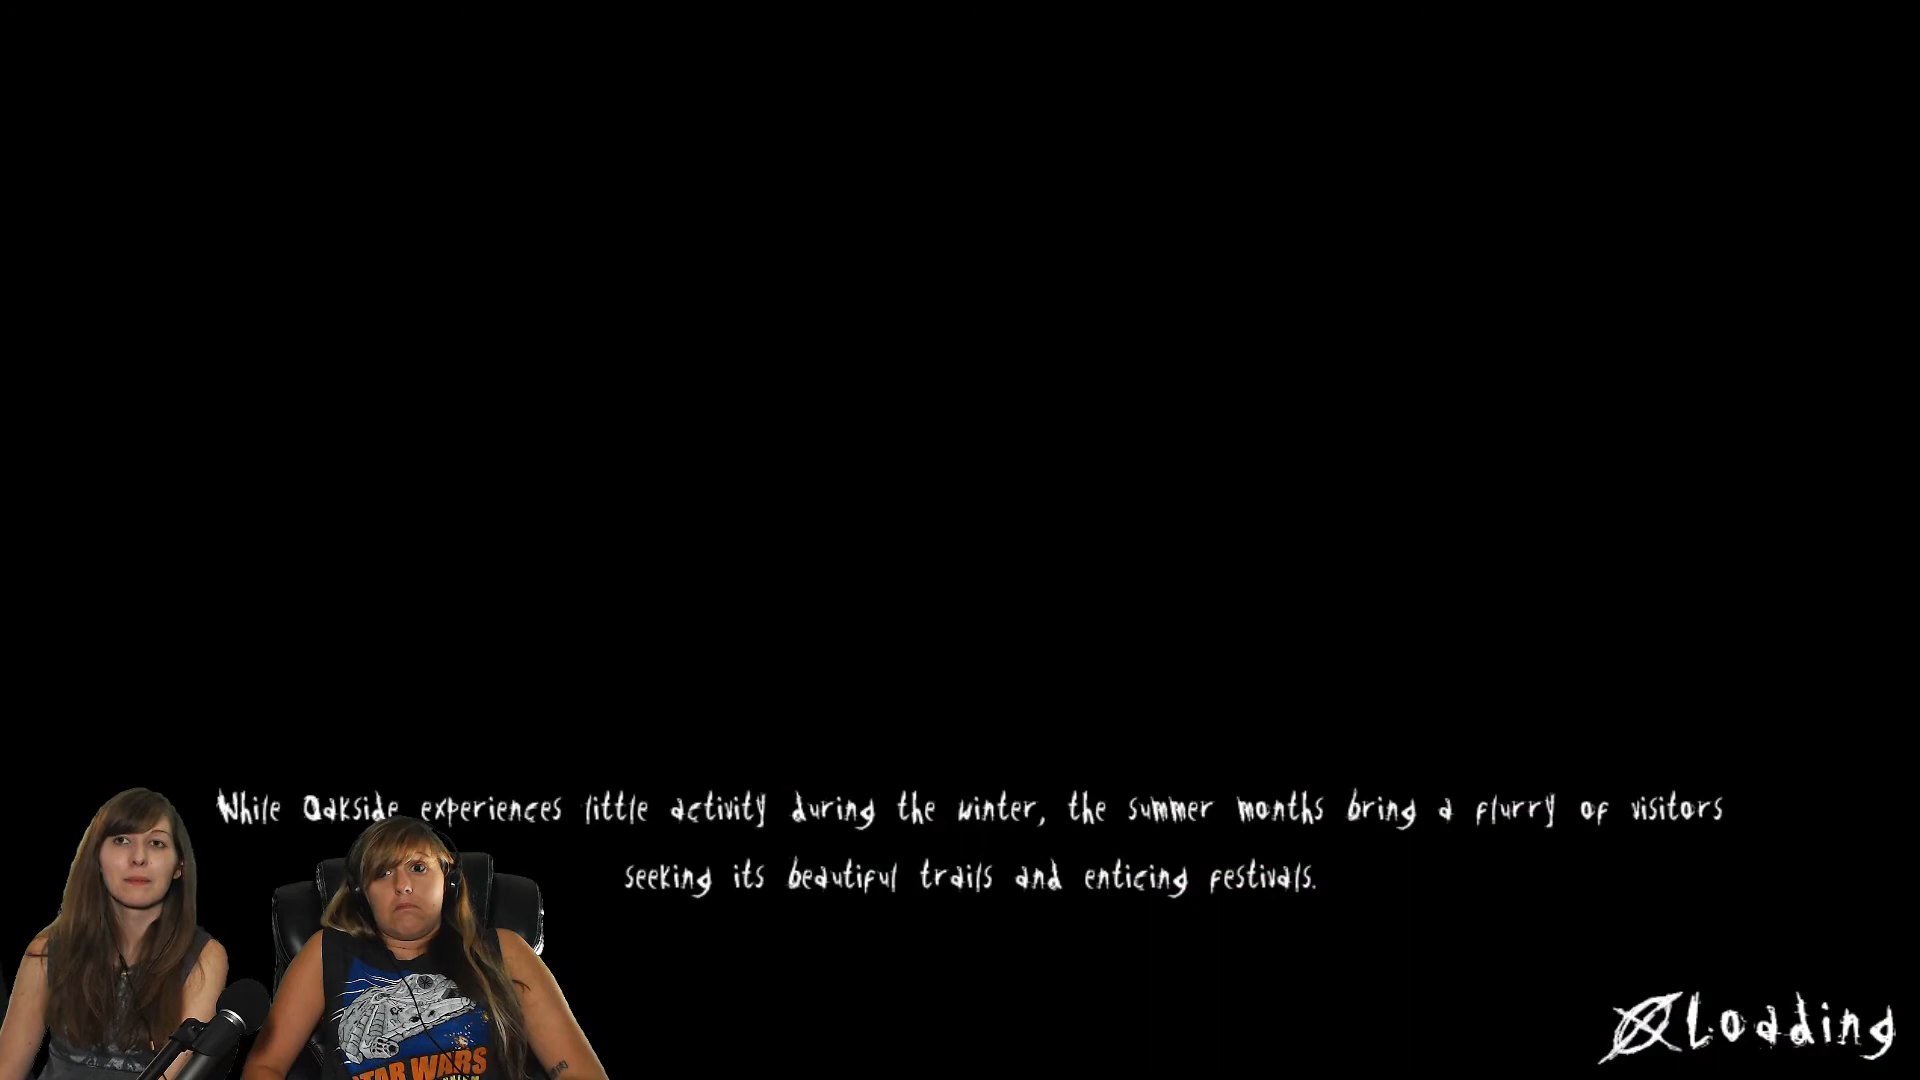 While Oakside experiences little activity during the winter, the summer months bring a flurry of visitors
seeking its beautiful trails and enticing festivals.
Loading
STAR WARS